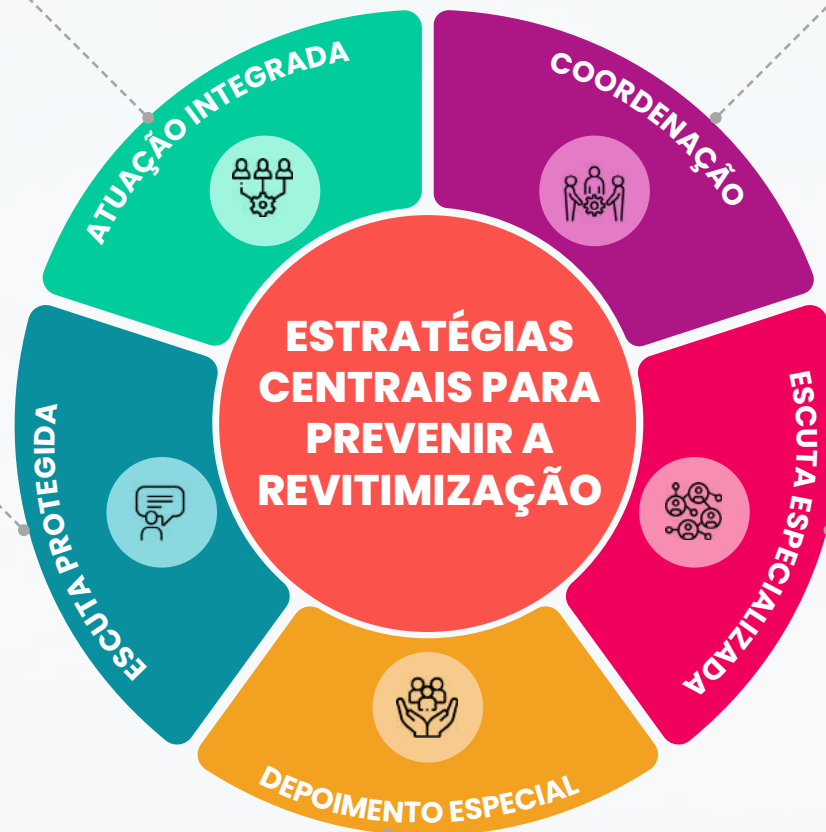 ATUAÇÃO INTEGRADA
COORDENAÇÃO
ESTRATÉGIAS
CENTRAIS PARA
PREVENIR A
REVITIMIZAÇÃO
ESCUTA PROTEGIDA
ESCUTA ESPECIALIZADA
DEPOIMENTO ESPECIAL